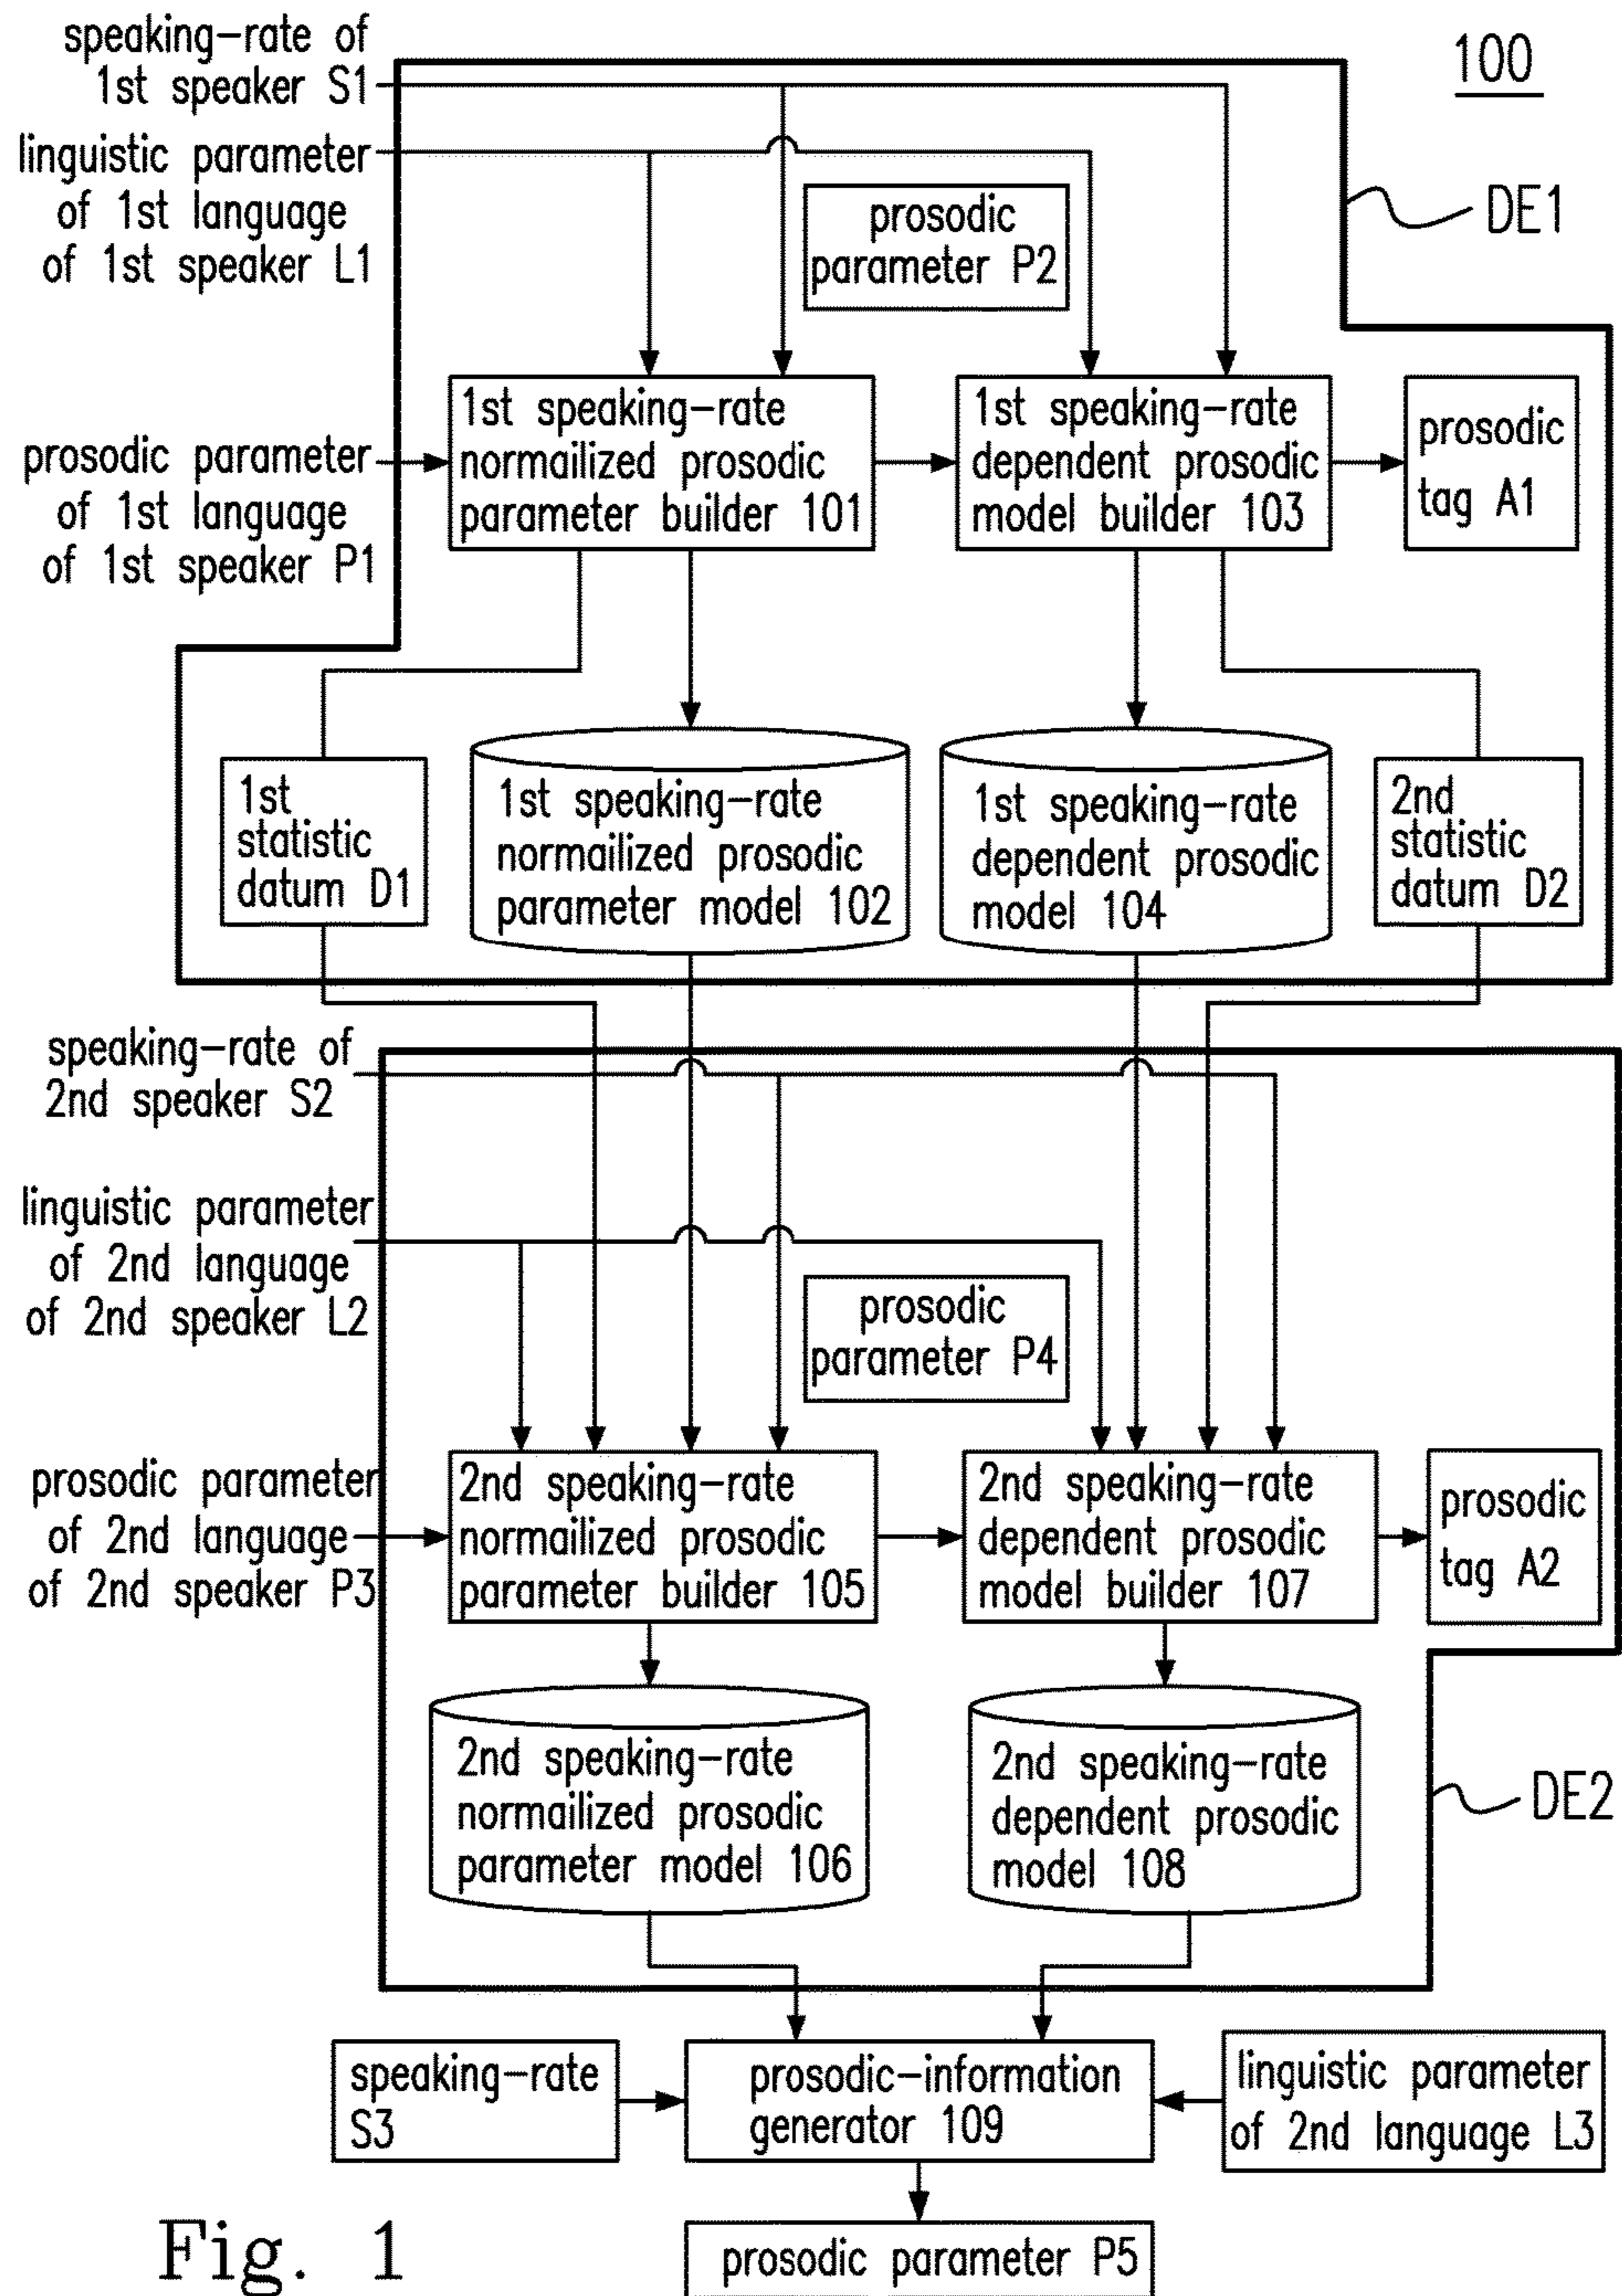 speaking-rate of
1st speaker S1
100
linguistic parameter
of 1st language
of 1st speaker L1
DE1
prosodic
parameter P2
prosodic parameter
of 1st language
of 1st speaker P1
1st speaking-rate
normailized prosodic
parameter builder 101
1st speaking-rate
dependent prosodic
model builder 103
prosodic
tag A1
1st
statistic
datum D1
1st speaking-rate
normailized prosodic
parameter model 102
1st speaking-rate
dependent prosodic
model 104
2nd
statistic
datum D2
speaking-rate of
2nd speaker S2
linguistic parameter
of 2nd language
of 2nd speaker L2
prosodic
parameter P4
prosodic parameter
of 2nd language
of 2nd speaker P3
2nd speaking-rate
normailized prosodic
parameter builder 105
2nd speaking-rate
dependent prosodic
model builder 107
prosodic
tag A2
2nd speaking-rate
normailized prosodic
parameter model 106
2nd speaking-rate
dependent prosodic
model 108
DE2
speaking-rate
S3
prosodic-information
generator 109
linguistic parameter
of 2nd language L3
prosodic parameter P5
Fig. 1